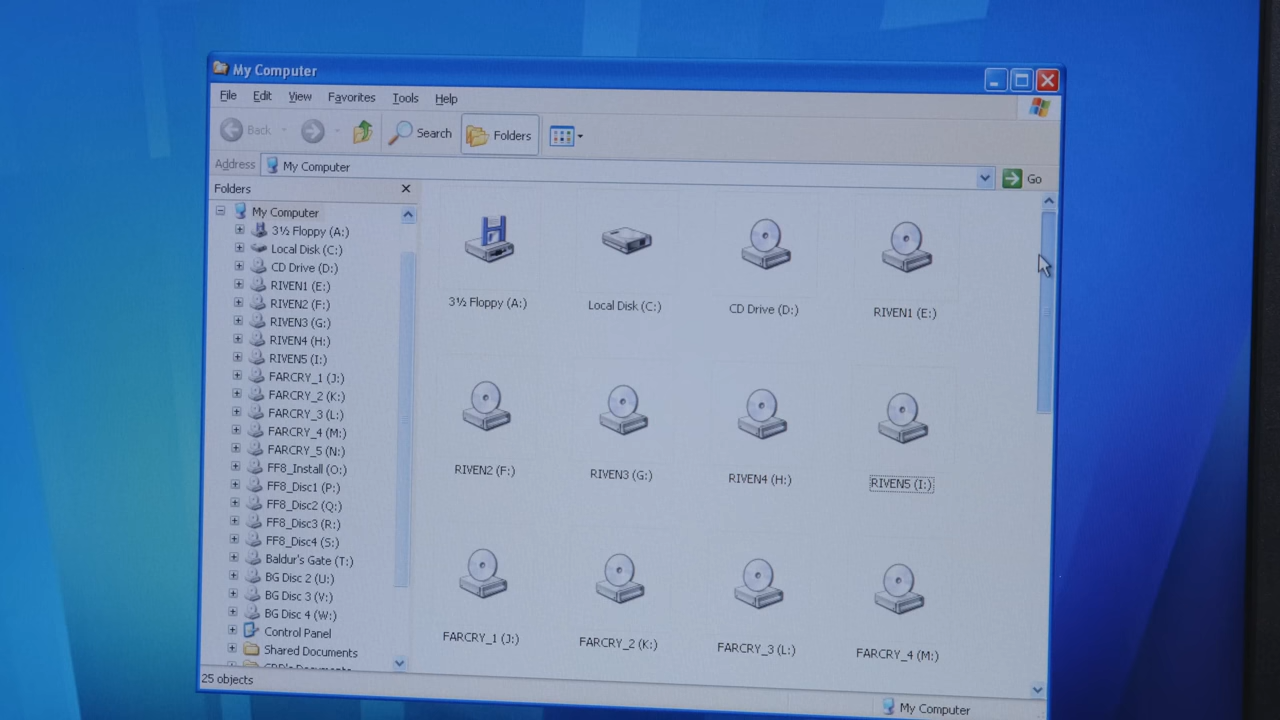 My Computer
File Edit View Favorites Tools Help
Back Search Folders
Address My Computer Go
Folders
My Computer
3½ Floppy (A:)
Local Disk (C:)
CD Drive (D:)
RIVEN1 (E:)
RIVEN2 (F:)
RIVEN3 (G:)
RIVEN4 (H:)
RIVEN5 (I:)
FARCRY_1 (J:)
FARCRY_2 (K:)
FARCRY_3 (L:)
FARCRY_4 (M:)
FARCRY_5 (N:)
FF8_Install (O:)
FF8_Disc1 (P:)
FF8_Disc2 (Q:)
FF8_Disc3 (R:)
FF8_Disc4 (S:)
Baldur's Gate (T:)
BG Disc 2 (U:)
BG Disc 3 (V:)
BG Disc 4 (W:)
Control Panel
Shared Documents
3½ Floppy (A:) Local Disk (C:) CD Drive (D:) RIVEN1 (E:)
RIVEN2 (F:) RIVEN3 (G:) RIVEN4 (H:) RIVEN5 (I:)
FARCRY_1 (J:) FARCRY_2 (K:) FARCRY_3 (L:) FARCRY_4 (M:)
25 objects
My Computer